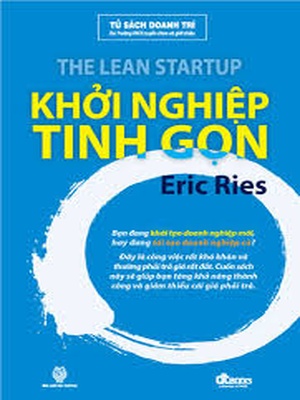 TỦ SÁCH DOANH TRÍ
THE LEAN STARTUP
KHỞI NGHIỆP
TINH GỌN
Eric Ries
Bạn đang khởi tạo doanh nghiệp mới,
hay đang tái tạo doanh nghiệp cũ?
Đây là công việc rất khó khăn và
thường phải trả giá rất đắt. Cuốn sách
này sẽ giúp bạn tăng khả năng thành
công và giảm thiểu cái giá phải trả.